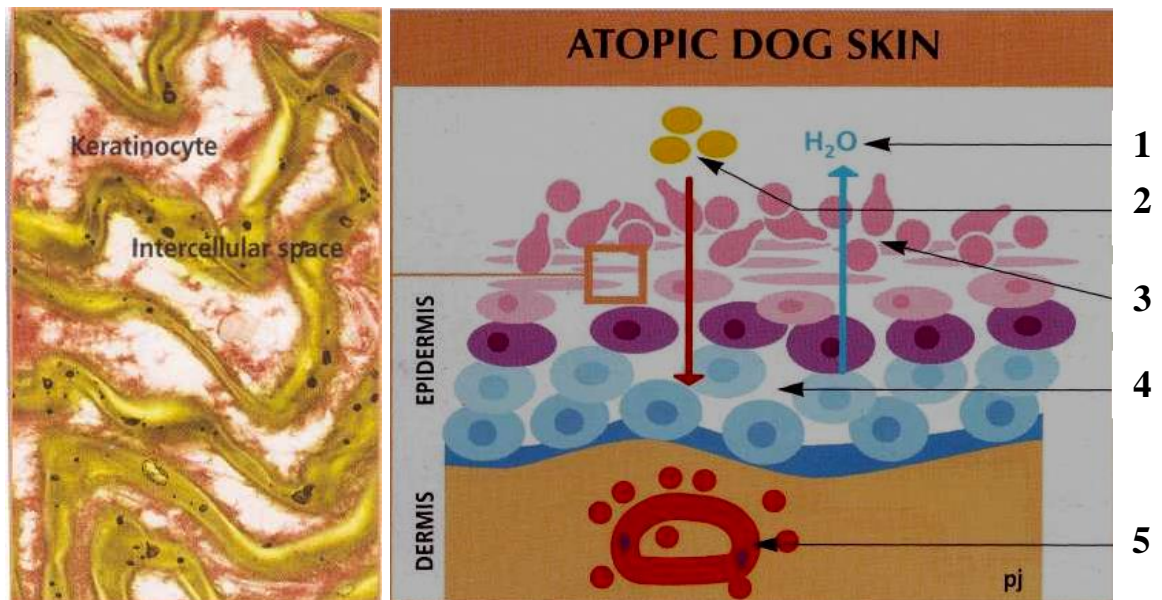 Keratinocyte
Intercellular space
ATOPIC DOG SKIN
H₂O
1
2
3
4
5
EPIDERMIS
DERMIS
pj